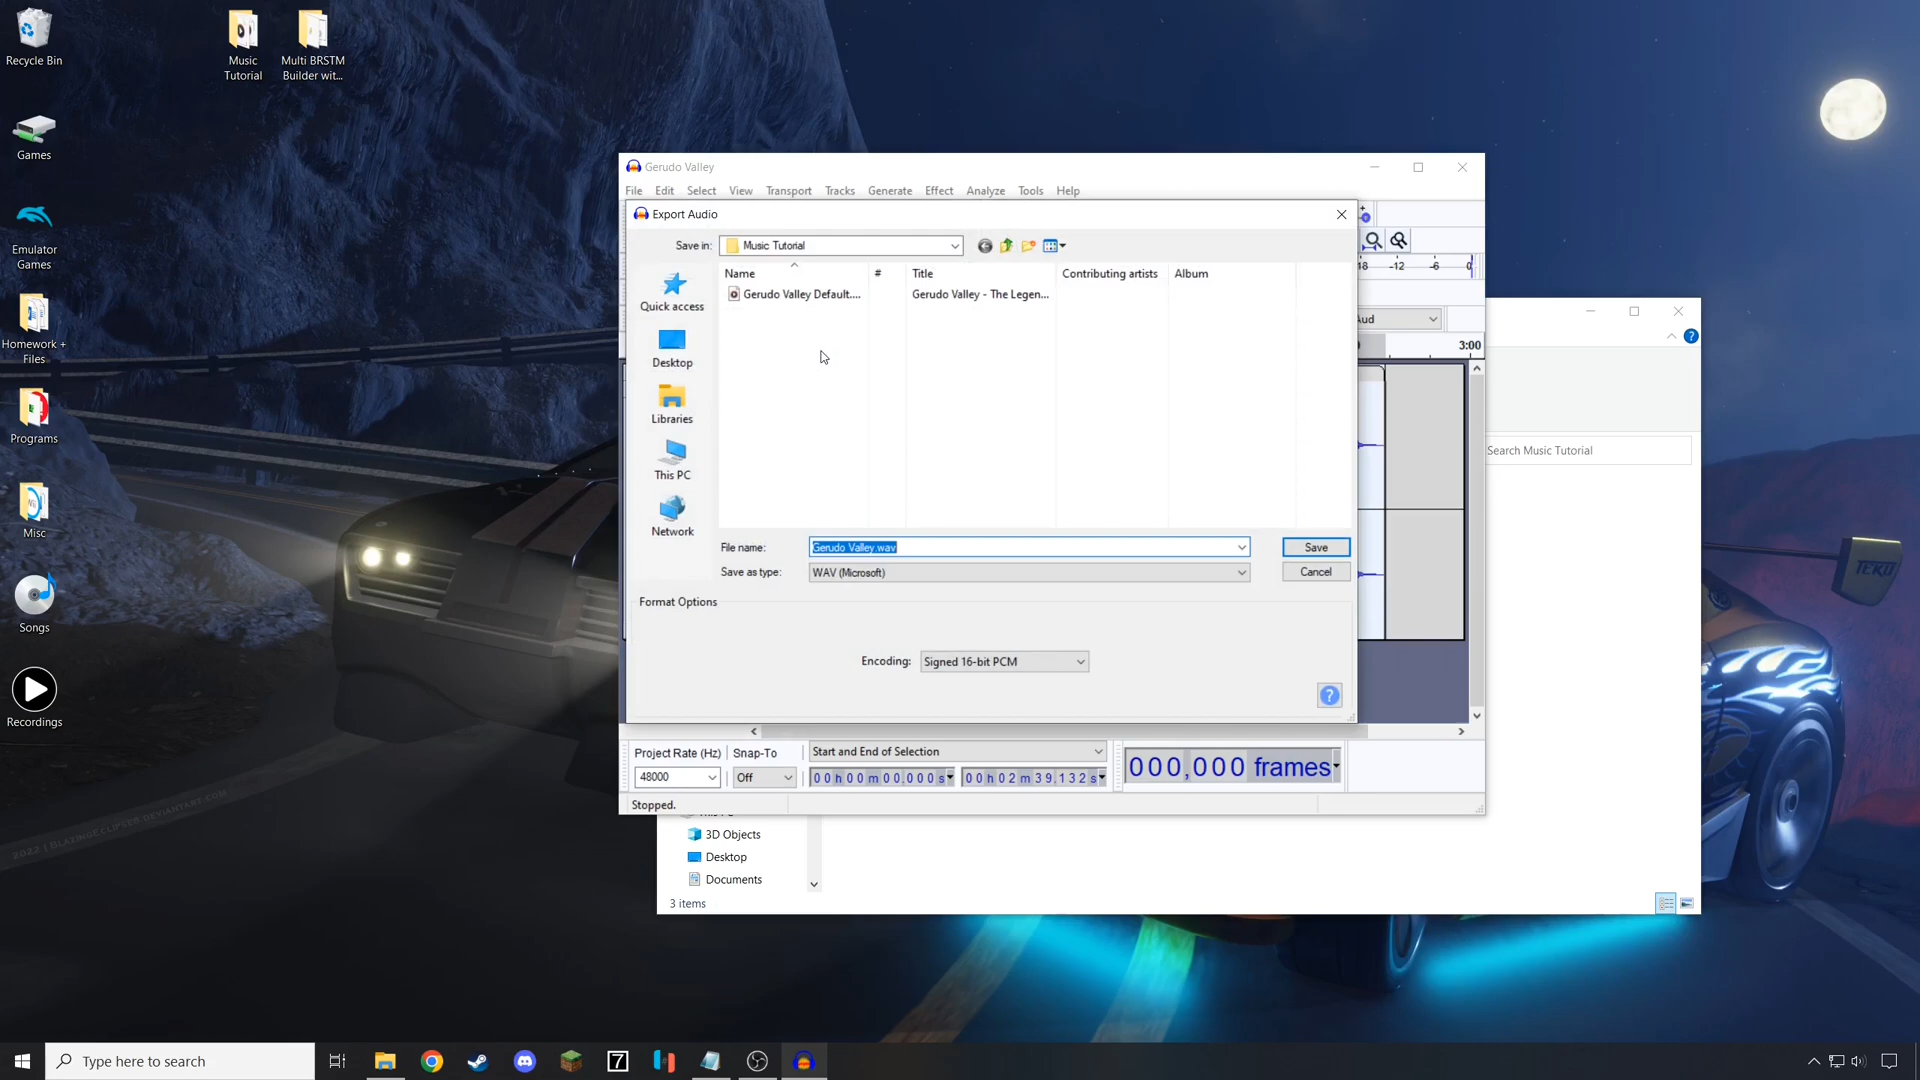 Recycle Bin
Music
Tutorial
Multi BRSTM
Builder wit...
Games
Emulator
Games
Homework +
Files
Programs
Misc
Songs
Recordings
Gerudo Valley
File Edit Select View Transport Tracks Generate Effect Analyze Tools Help
Export Audio
Save in: Music Tutorial
Name # Title Contributing artists Album
Gerudo Valley Default.... Gerudo Valley - The Legen...
Quick access
Desktop
Libraries
This PC
Network
File name: Gerudo Valley.wav Save
Save as type: WAV (Microsoft) Cancel
Format Options
Encoding: Signed 16-bit PCM
?
18 -12 -6 0
Aud
3:00
?
Search Music Tutorial
Project Rate (Hz) Snap-To Start and End of Selection
48000 Off 00 h 00 m 00.000 s 00 h 02 m 39.132 s 000,000 frames
Stopped.
3D Objects
Desktop
Documents
3 items
2022 | BLAZINGECLIPSE8 DEVIANTART.COM
TEKO
Type here to search
7